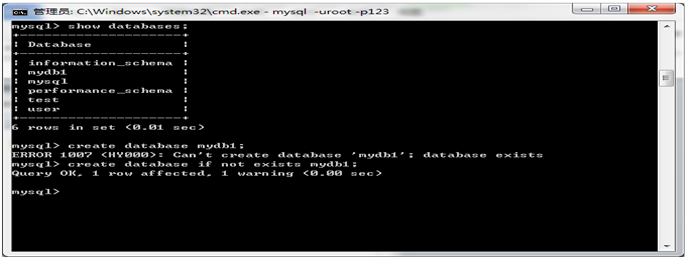 管理员: C:\Windows\system32\cmd.exe - mysql -uroot -p123
mysql> show databases;
+--------------------+
| Database           |
+--------------------+
| information_schema |
| mydb1              |
| mysql              |
| performance_schema |
| test               |
| user               |
+--------------------+
6 rows in set (0.01 sec)
mysql> create database mydb1;
ERROR 1007 (HY000): Can't create database 'mydb1'; database exists
mysql> create database if not exists mydb1;
Query OK, 1 row affected, 1 warning (0.00 sec)
mysql>